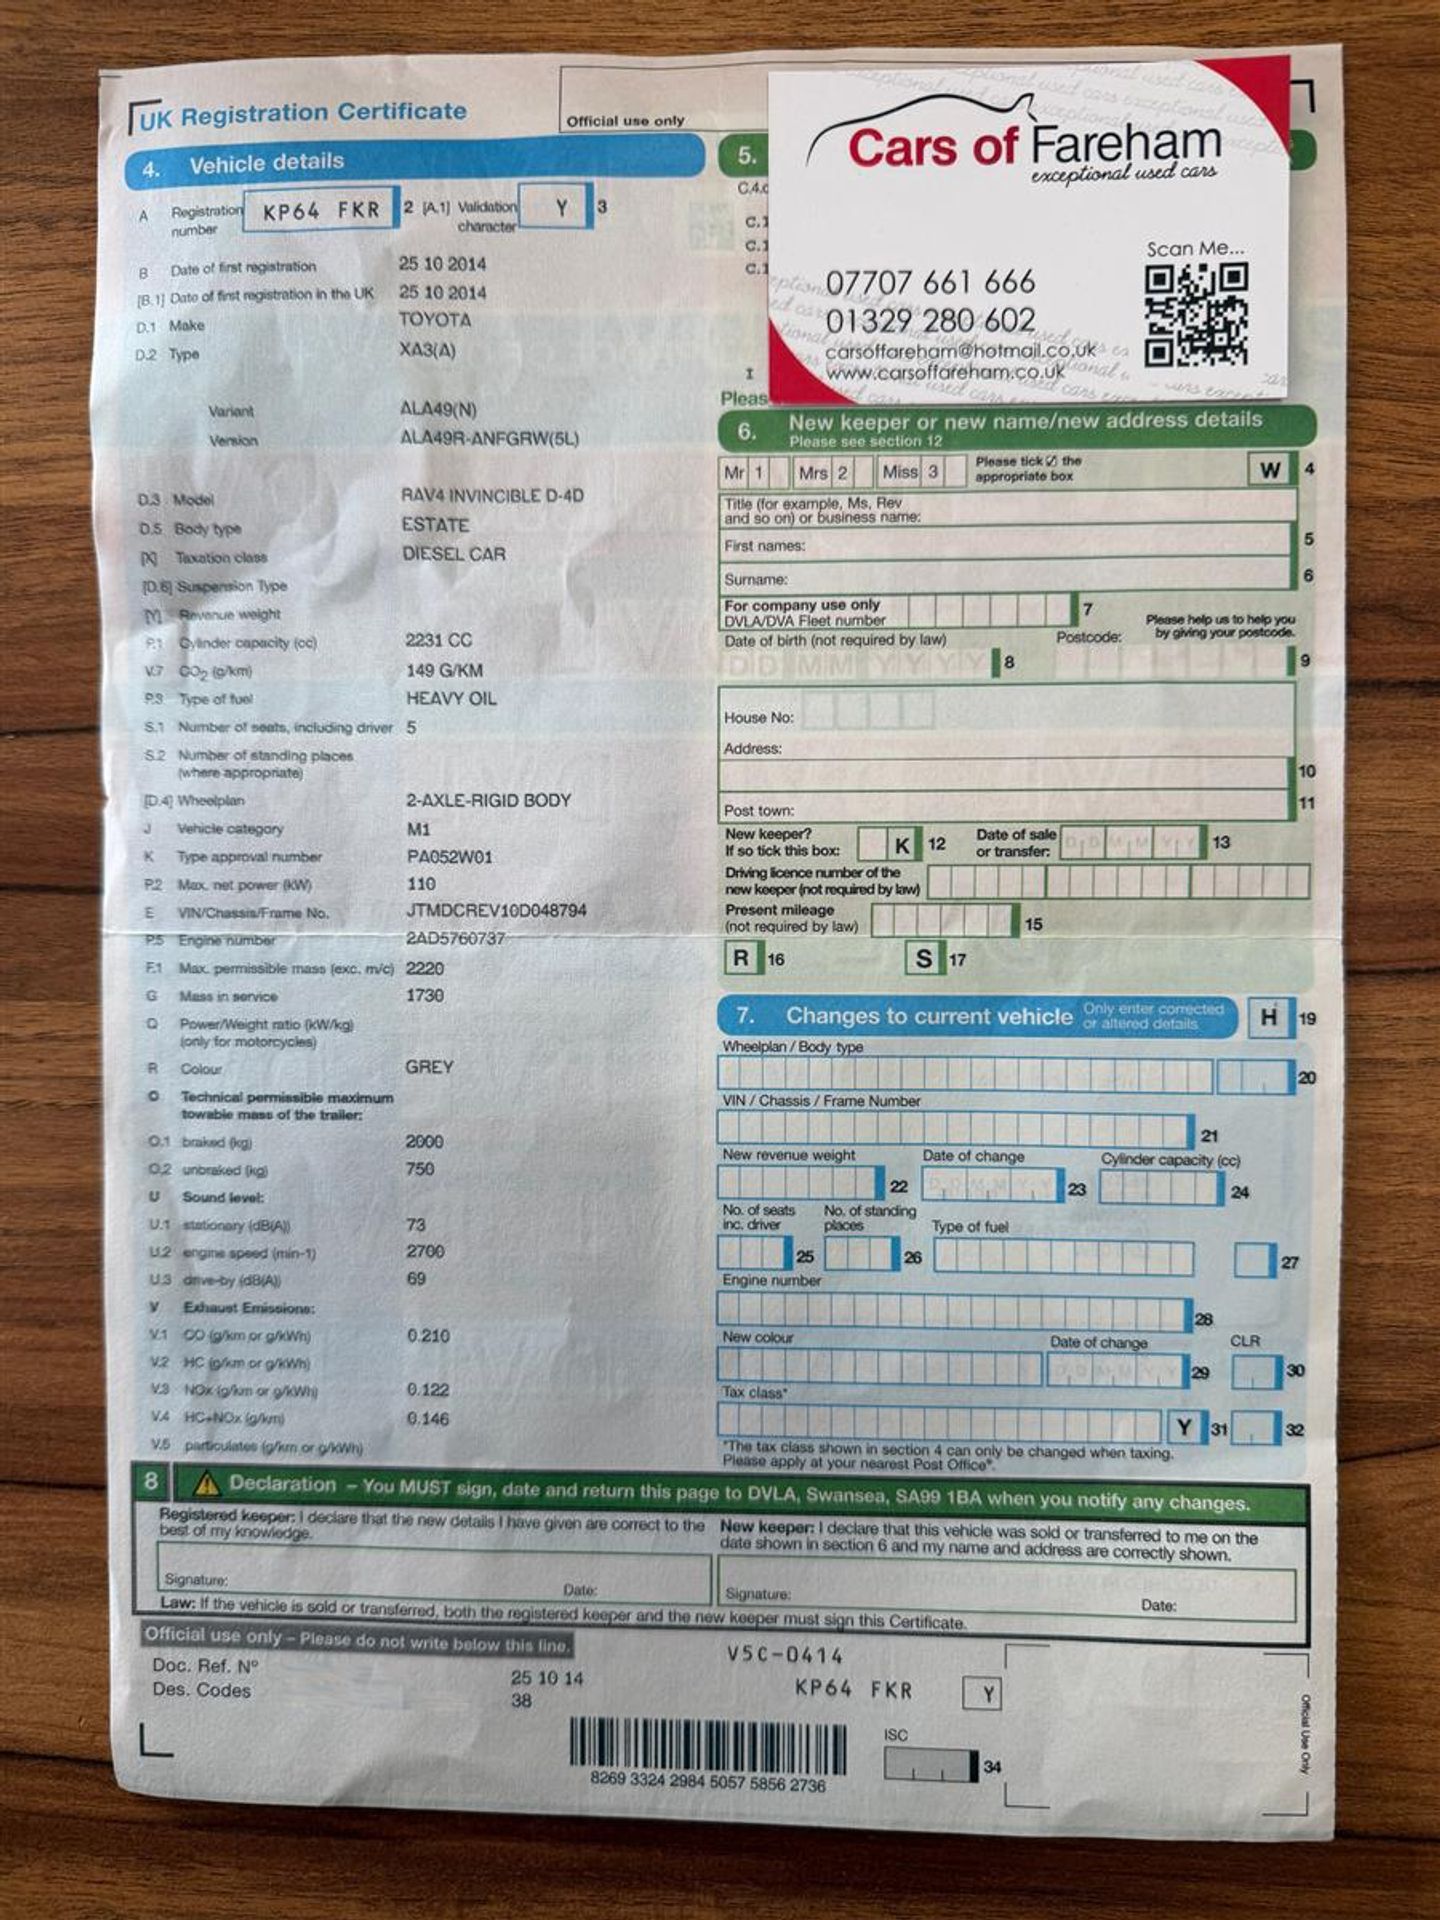 UK Registration Certificate
Official use only
4. Vehicle details
A Registration number KP64 FKR 2 [A.1] Validation character Y 3
B Date of first registration 25 10 2014
[B.1] Date of first registration in the UK 25 10 2014
D.1 Make TOYOTA
D.2 Type XA3(A)
Variant ALA49(N)
Version ALA49R-ANFGRW(5L)
D.3 Model RAV4 INVINCIBLE D-4D
D.5 Body type ESTATE
[X] Taxation class DIESEL CAR
[D.6] Suspension Type
[Y] Revenue weight
P.1 Cylinder capacity (cc) 2231 CC
V.7 CO2 (g/km) 149 G/KM
P.3 Type of fuel HEAVY OIL
S.1 Number of seats, including driver 5
S.2 Number of standing places
(where appropriate)
[D.4] Wheelplan 2-AXLE-RIGID BODY
J Vehicle category M1
K Type approval number PA052W01
P.2 Max. net power (kW) 110
E VIN/Chassis/Frame No. JTMDCREV10D048794
P.5 Engine number 2AD5760737
F.1 Max. permissible mass (exc. m/c) 2220
G Mass in service 1730
Q Power/Weight ratio (kW/kg)
(only for motorcycles)
R Colour GREY
O Technical permissible maximum
towable mass of the trailer:
O.1 braked (kg) 2000
O.2 unbraked (kg) 750
U Sound level:
U.1 stationary (dB(A)) 73
U.2 engine speed (min-1) 2700
U.3 drive-by (dB(A)) 69
V Exhaust Emissions:
V.1 CO (g/km or g/kWh) 0.210
V.2 HC (g/km or g/kWh)
V.3 NOx (g/km or g/kWh) 0.122
V.4 HC+NOx (g/km) 0.146
V.5 particulates (g/km or g/kWh)
5.
C.4.c
C.1
C.1
C.1
I
Pleas
Cars of Fareham
exceptional used cars
Scan Me...
07707 661 666
01329 280 602
carsoffareham@hotmail.co.uk
www.carsoffareham.co.uk
6. New keeper or new name/new address details
Please see section 12
Mr 1 Mrs 2 Miss 3 Please tick ☑ the appropriate box W 4
Title (for example, Ms, Rev
and so on) or business name:
First names: 5
Surname: 6
For company use only
DVLA/DVA Fleet number 7
Please help us to help you
by giving your postcode.
Date of birth (not required by law) Postcode:
D D M M Y Y Y Y 8 9
House No:
Address:
10
Post town: 11
New keeper?
If so tick this box: K 12 Date of sale or transfer: D D M M Y Y 13
Driving licence number of the
new keeper (not required by law)
Present mileage
(not required by law) 15
R 16 S 17
7. Changes to current vehicle Only enter corrected or altered details H 19
Wheelplan / Body type
20
VIN / Chassis / Frame Number
21
New revenue weight Date of change Cylinder capacity (cc)
22 D D M M Y Y 23 24
No. of seats inc. driver No. of standing places Type of fuel
25 26 27
Engine number
28
New colour Date of change CLR
D D M M Y Y 29 30
Tax class*
Y 31 32
*The tax class shown in section 4 can only be changed when taxing.
Please apply at your nearest Post Office®.
8 Declaration – You MUST sign, date and return this page to DVLA, Swansea, SA99 1BA when you notify any changes.
Registered keeper: I declare that the new details I have given are correct to the
best of my knowledge.
Signature: Date:
New keeper: I declare that this vehicle was sold or transferred to me on the
date shown in section 6 and my name and address are correctly shown.
Signature: Date:
Law: If the vehicle is sold or transferred, both the registered keeper and the new keeper must sign this Certificate.
Official use only – Please do not write below this line.
Doc. Ref. Nº 25 10 14
Des. Codes 38
V5C-0414
KP64 FKR Y
8269 3324 2984 5057 5856 2736
ISC
34
Official Use Only